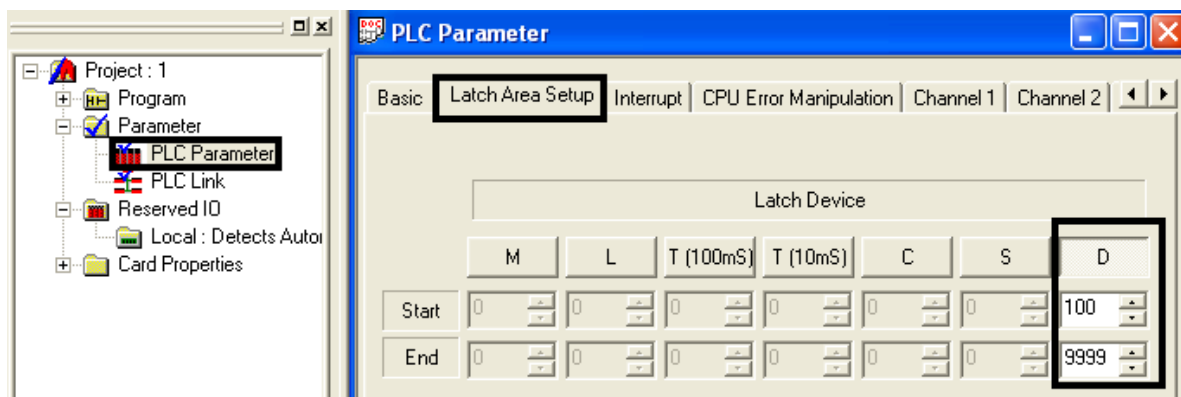 Project : 1
Program
Parameter
PLC Parameter
PLC Link
Reserved IO
Local : Detects Autor
Card Properties
PLC Parameter
Basic Latch Area Setup Interrupt CPU Error Manipulation Channel 1 Channel 2
Latch Device
M L T (100mS) T (10mS) C S D
Start 0 0 0 0 0 0 100
End 0 0 0 0 0 0 9999